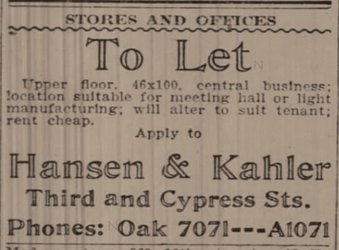 STORES AND OFFICES
To Let
Upper floor, 46x100, central business;
location suitable for meeting hall or light
manufacturing; will alter to suit tenant;
rent cheap.
Apply to
Hansen & Kahler
Third and Cypress Sts.
Phones: Oak 7071---A1071